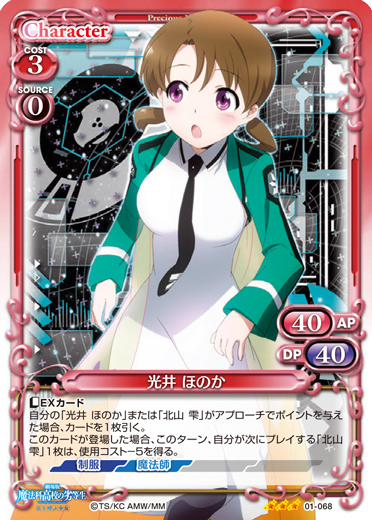 Precious
Character
COST
3
SOURCE
0
40 AP
DP 40
光井 ほのか
EXカード
自分の「光井 ほのか」または「北山 雫」がアプローチでポイントを与え
た場合、カードを1枚引く。
このカードが登場した場合、このターン、自分が次にプレイする「北山
雫」1枚は、使用コスト－5を得る。
制服 魔法師
劇場版
魔法科高校の劣等生
©TS/KC AMW/MM
01-068